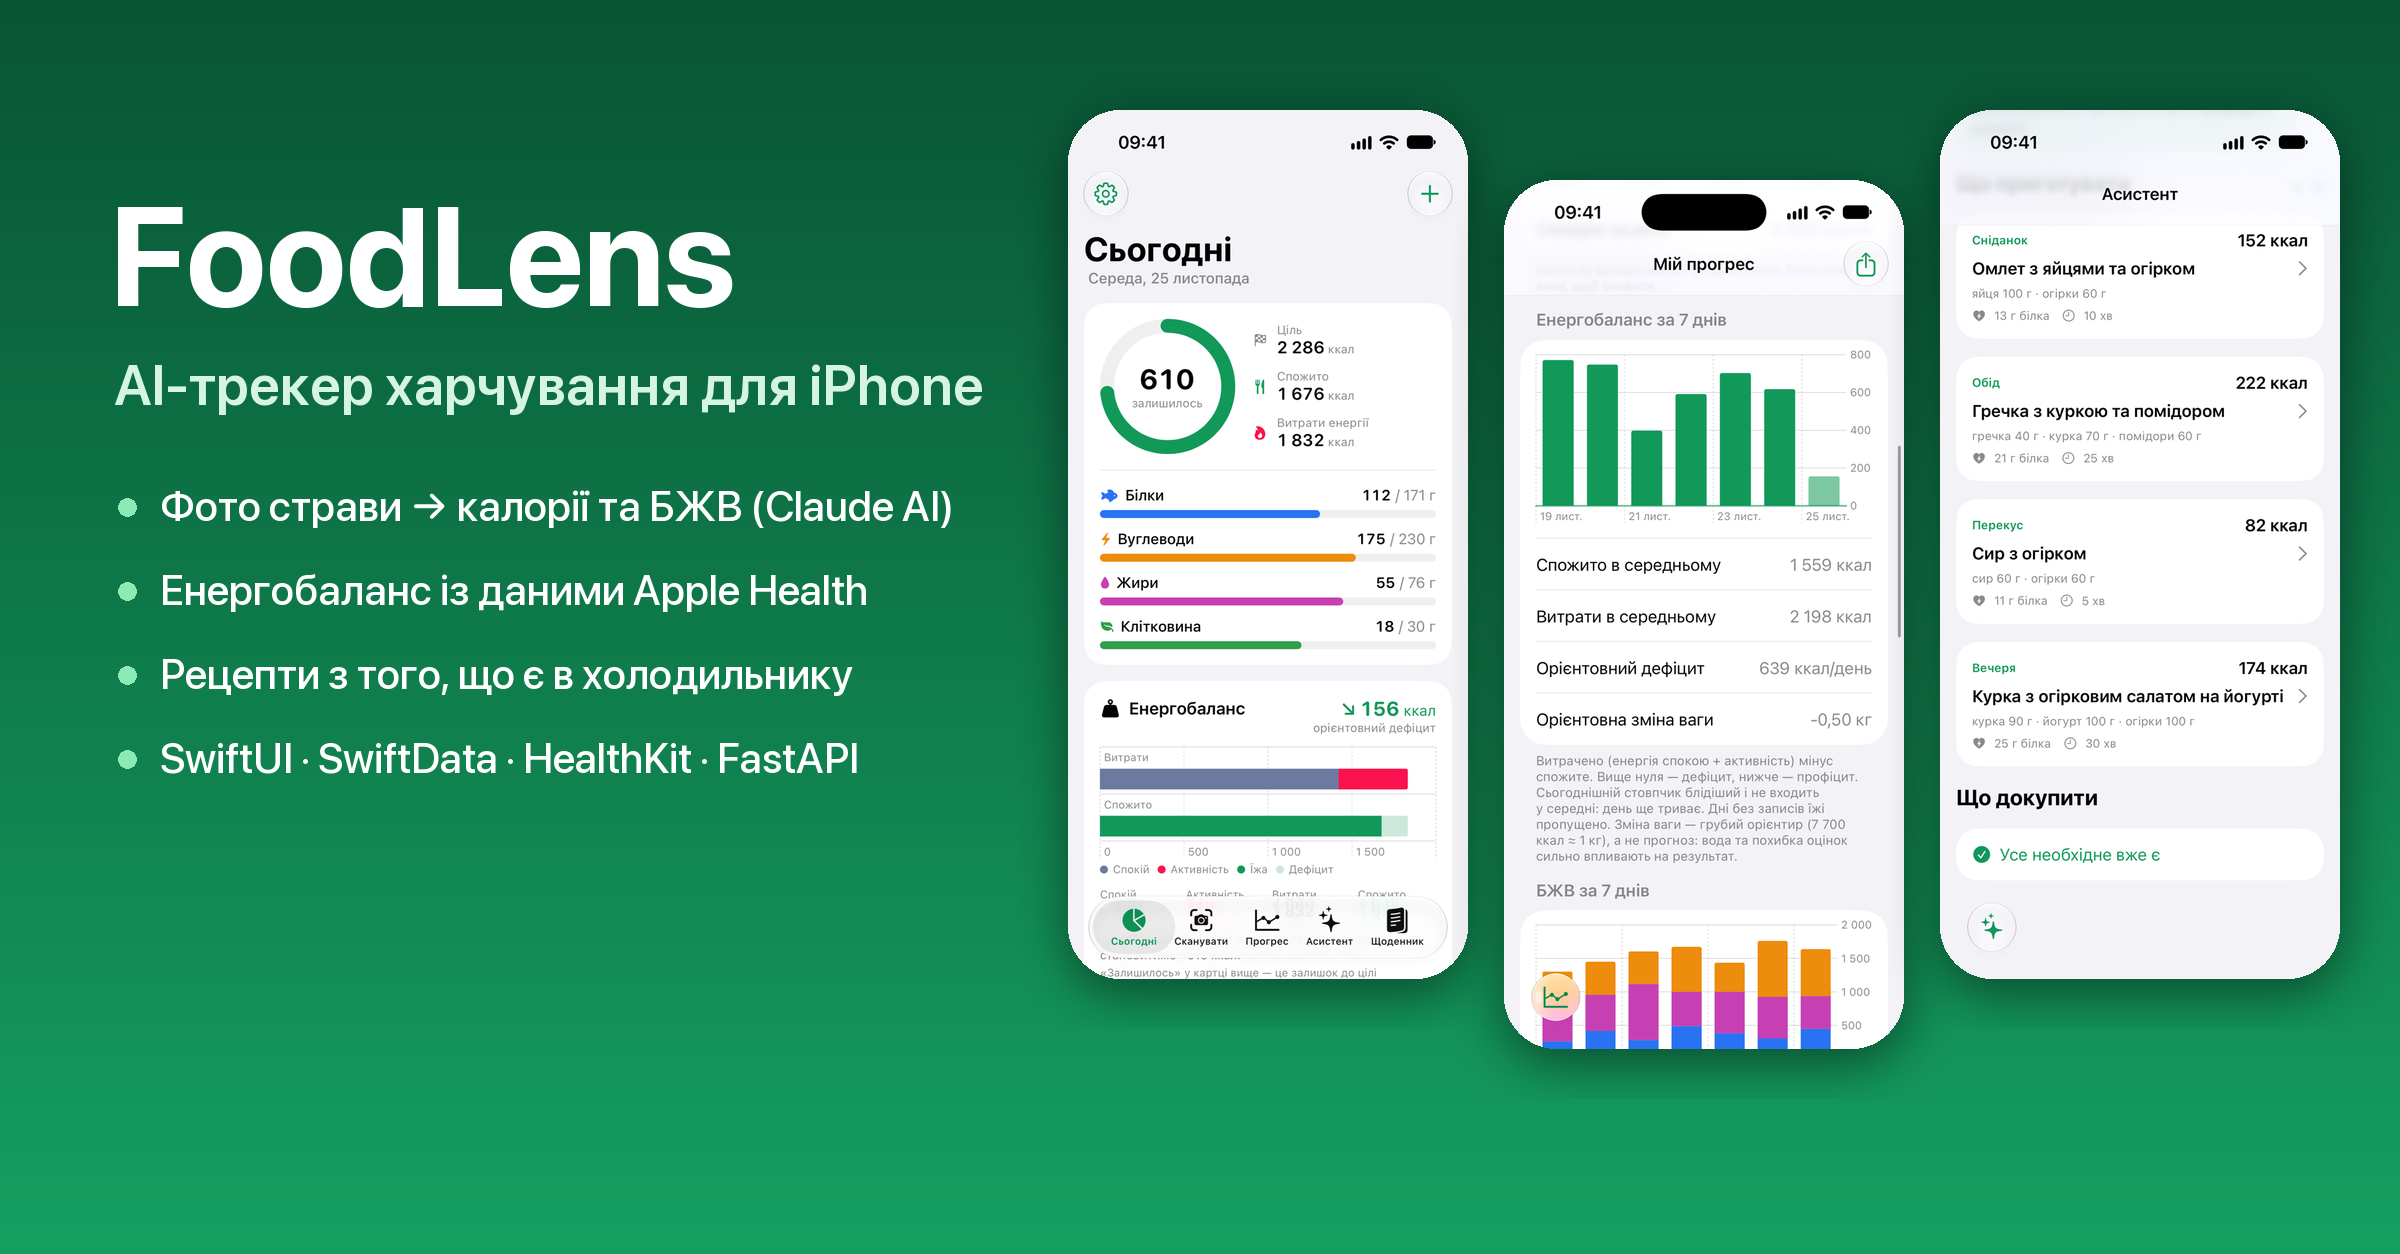 FoodLens
AI-трекер харчування для iPhone
Фото страви → калорії та БЖВ (Claude AI)
Енергобаланс із даними Apple Health
Рецепти з того, що є в холодильнику
SwiftUI · SwiftData · HealthKit · FastAPI
09:41
Сьогодні
Середа, 25 листопада
610
залишилось
Ціль
2 286 ккал
Спожито
1 676 ккал
Витрати енергії
1 832 ккал
Білки 112 / 171 г
Вуглеводи 175 / 230 г
Жири 55 / 76 г
Клітковина 18 / 30 г
Енергобаланс 156 ккал
орієнтовний дефіцит
Витрати
Спожито
0 500 1 000 1 500
Спокій Активність Їжа Дефіцит
Спокій Активність Витрати Спожито
Сьогодні Сканувати Прогрес Асистент Щоденник
«Залишилось» у картці вище — це залишок до цілі
09:41
Мій прогрес
Енергобаланс за 7 днів
800
600
400
200
0
19 лист. 21 лист. 23 лист. 25 лист.
Спожито в середньому 1 559 ккал
Витрати в середньому 2 198 ккал
Орієнтовний дефіцит 639 ккал/день
Орієнтовна зміна ваги -0,50 кг
Витрачено (енергія спокою + активність) мінус
спожите. Вище нуля — дефіцит, нижче — профіцит.
Сьогоднішній стовпчик блідіший і не входить
у середні: день ще триває. Дні без записів їжі
пропущено. Зміна ваги — грубий орієнтир (7 700
ккал ≈ 1 кг), а не прогноз: вода та похибка оцінок
сильно впливають на результат.
БЖВ за 7 днів
2 000
1 500
1 000
500
09:41
Асистент
Сніданок 152 ккал
Омлет з яйцями та огірком
яйця 100 г · огірки 60 г
13 г білка 10 хв
Обід 222 ккал
Гречка з куркою та помідором
гречка 40 г · курка 70 г · помідори 60 г
21 г білка 25 хв
Перекус 82 ккал
Сир з огірком
сир 60 г · огірки 60 г
11 г білка 5 хв
Вечеря 174 ккал
Курка з огірковим салатом на йогурті
курка 90 г · йогурт 100 г · огірки 100 г
25 г білка 30 хв
Що докупити
Усе необхідне вже є